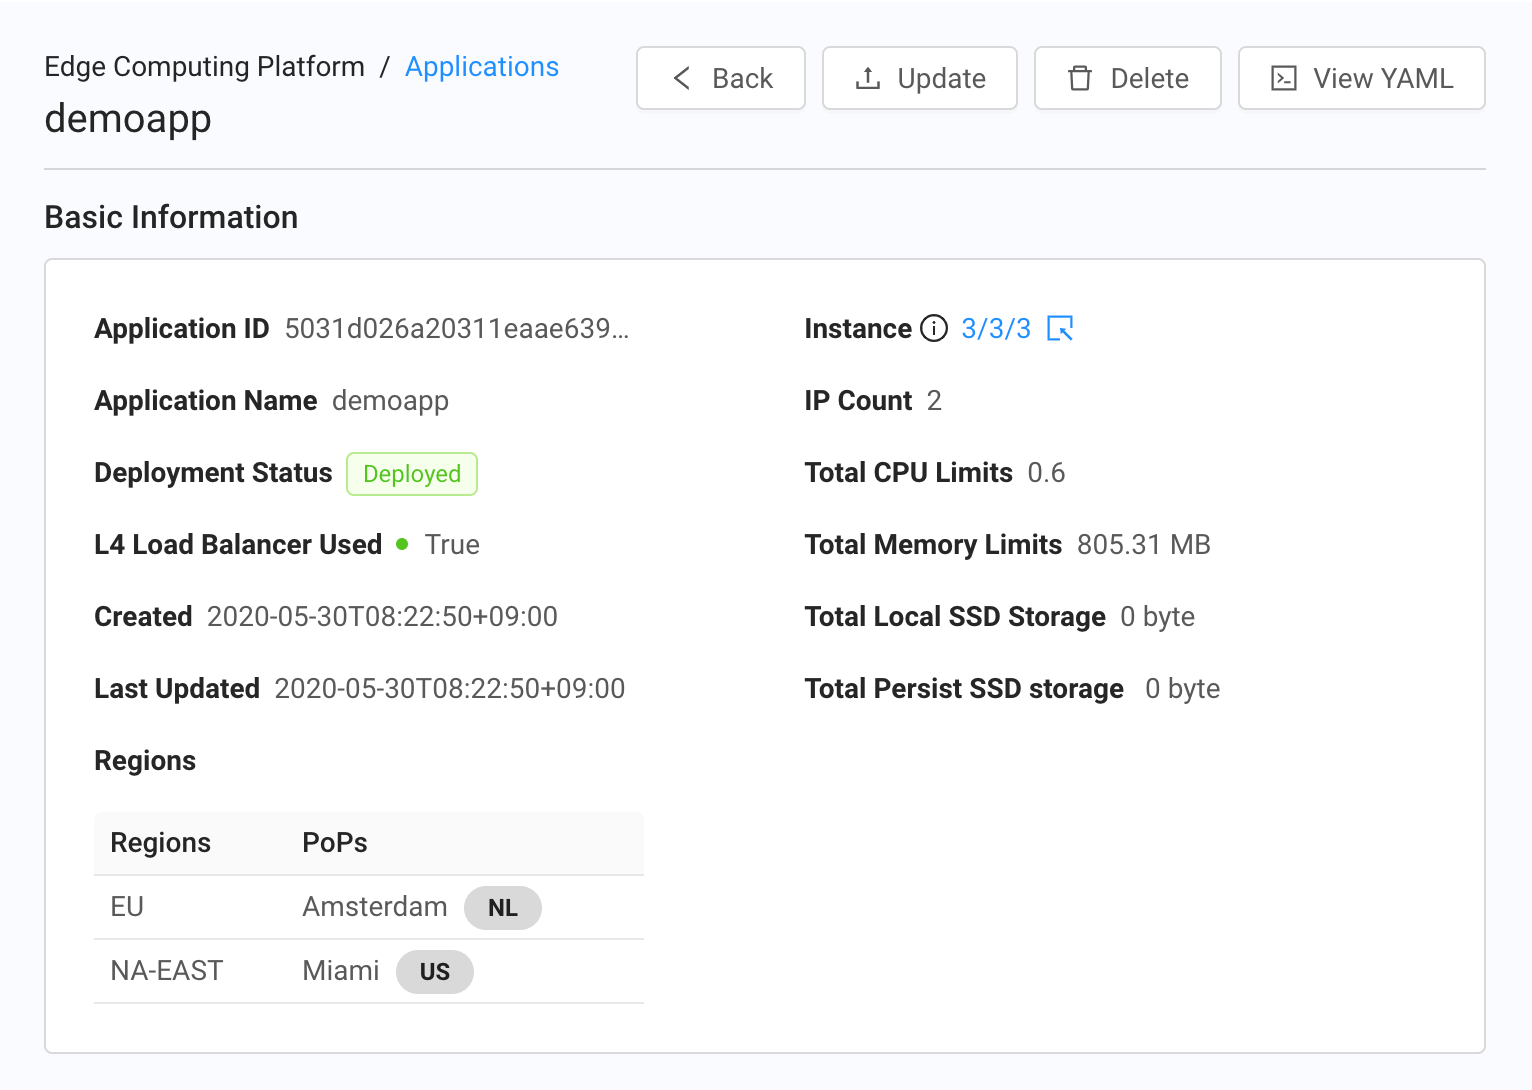 Edge Computing Platform / Applications
demoapp
Back
Update
Delete
View YAML
Basic Information
Application ID 5031d026a20311eaae639...
Application Name demoapp
Deployment Status Deployed
L4 Load Balancer Used True
Created 2020-05-30T08:22:50+09:00
Last Updated 2020-05-30T08:22:50+09:00
Regions
Regions PoPs
EU Amsterdam NL
NA-EAST Miami US
Instance 3/3/3
IP Count 2
Total CPU Limits 0.6
Total Memory Limits 805.31 MB
Total Local SSD Storage 0 byte
Total Persist SSD storage 0 byte